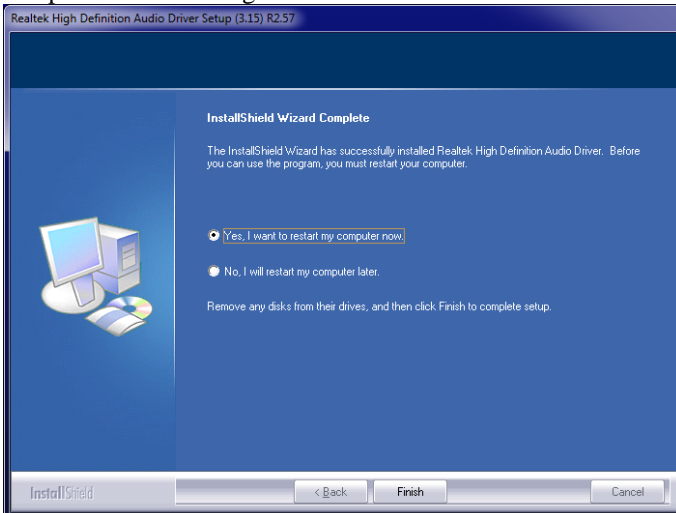 Realtek High Definition Audio Driver Setup (3.15) R2.57
InstallShield Wizard Complete
The InstallShield Wizard has successfully installed Realtek High Definition Audio Driver. Before
you can use the program, you must restart your computer.
Yes, I want to restart my computer now.
No, I will restart my computer later.
Remove any disks from their drives, and then click Finish to complete setup.
InstallShield
< Back
Finish
Cancel